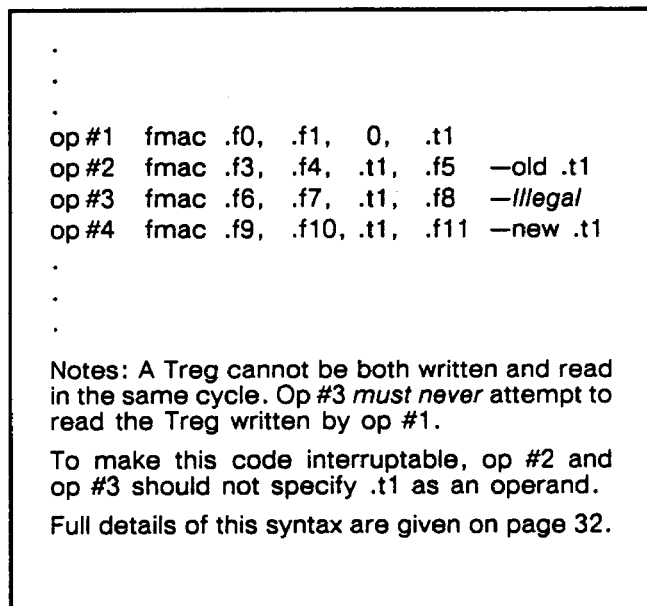 .
.
.
op #1 fmac .f0, .f1, 0, .t1
op #2 fmac .f3, .f4, .t1, .f5 —old .t1
op #3 fmac .f6, .f7, .t1, .f8 —Illegal
op #4 fmac .f9, .f10, .t1, .f11 —new .t1
.
.
.
Notes: A Treg cannot be both written and read
in the same cycle. Op #3 must never attempt to
read the Treg written by op #1.
To make this code interruptable, op #2 and
op #3 should not specify .t1 as an operand.
Full details of this syntax are given on page 32.